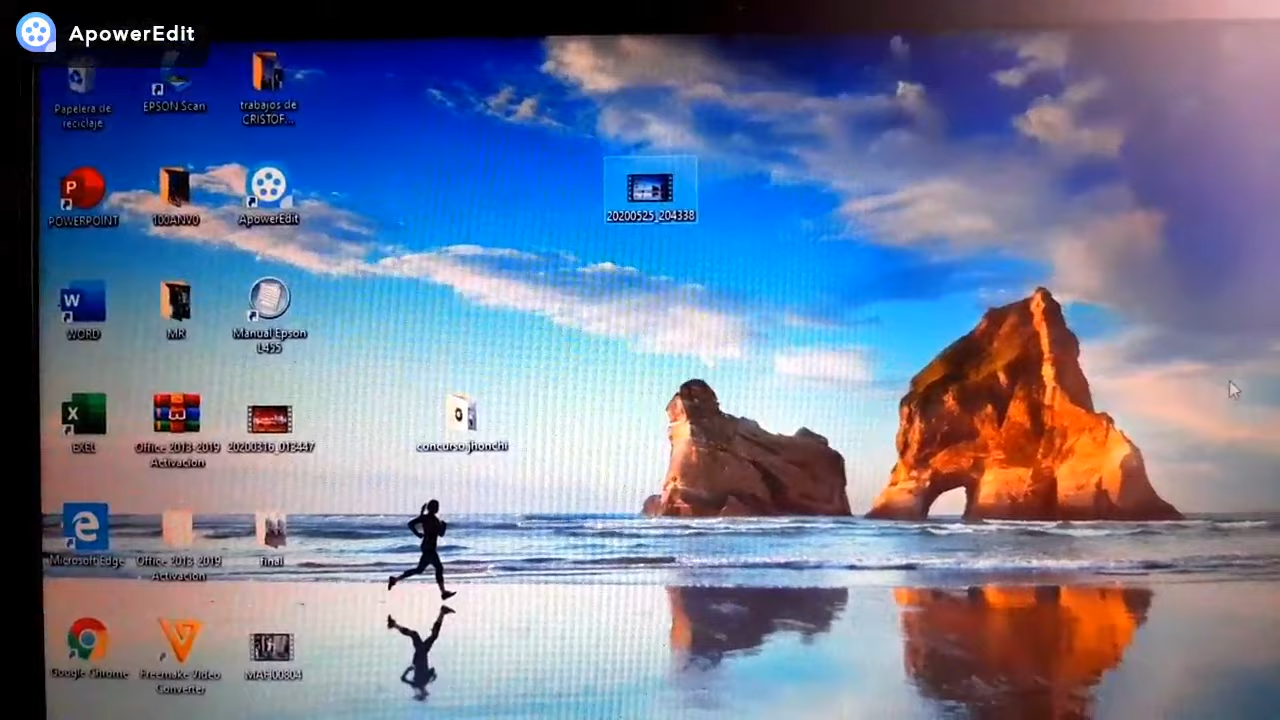 ApowerEdit
Papelera de
reciclaje
EPSON Scan
trabajos de
CRISTOF...
POWERPOINT
100ANV0
ApowerEdit
20200525_204338
WORD
MR
Manual Epson
L455
EXEL
Office 2013-2019
Activacion
20200316_013447
concurso.jhonchi
Microsoft Edge
Office 2013-2019
Activacion
final
Google Chrome
Freemake Video
Converter
MAH00804